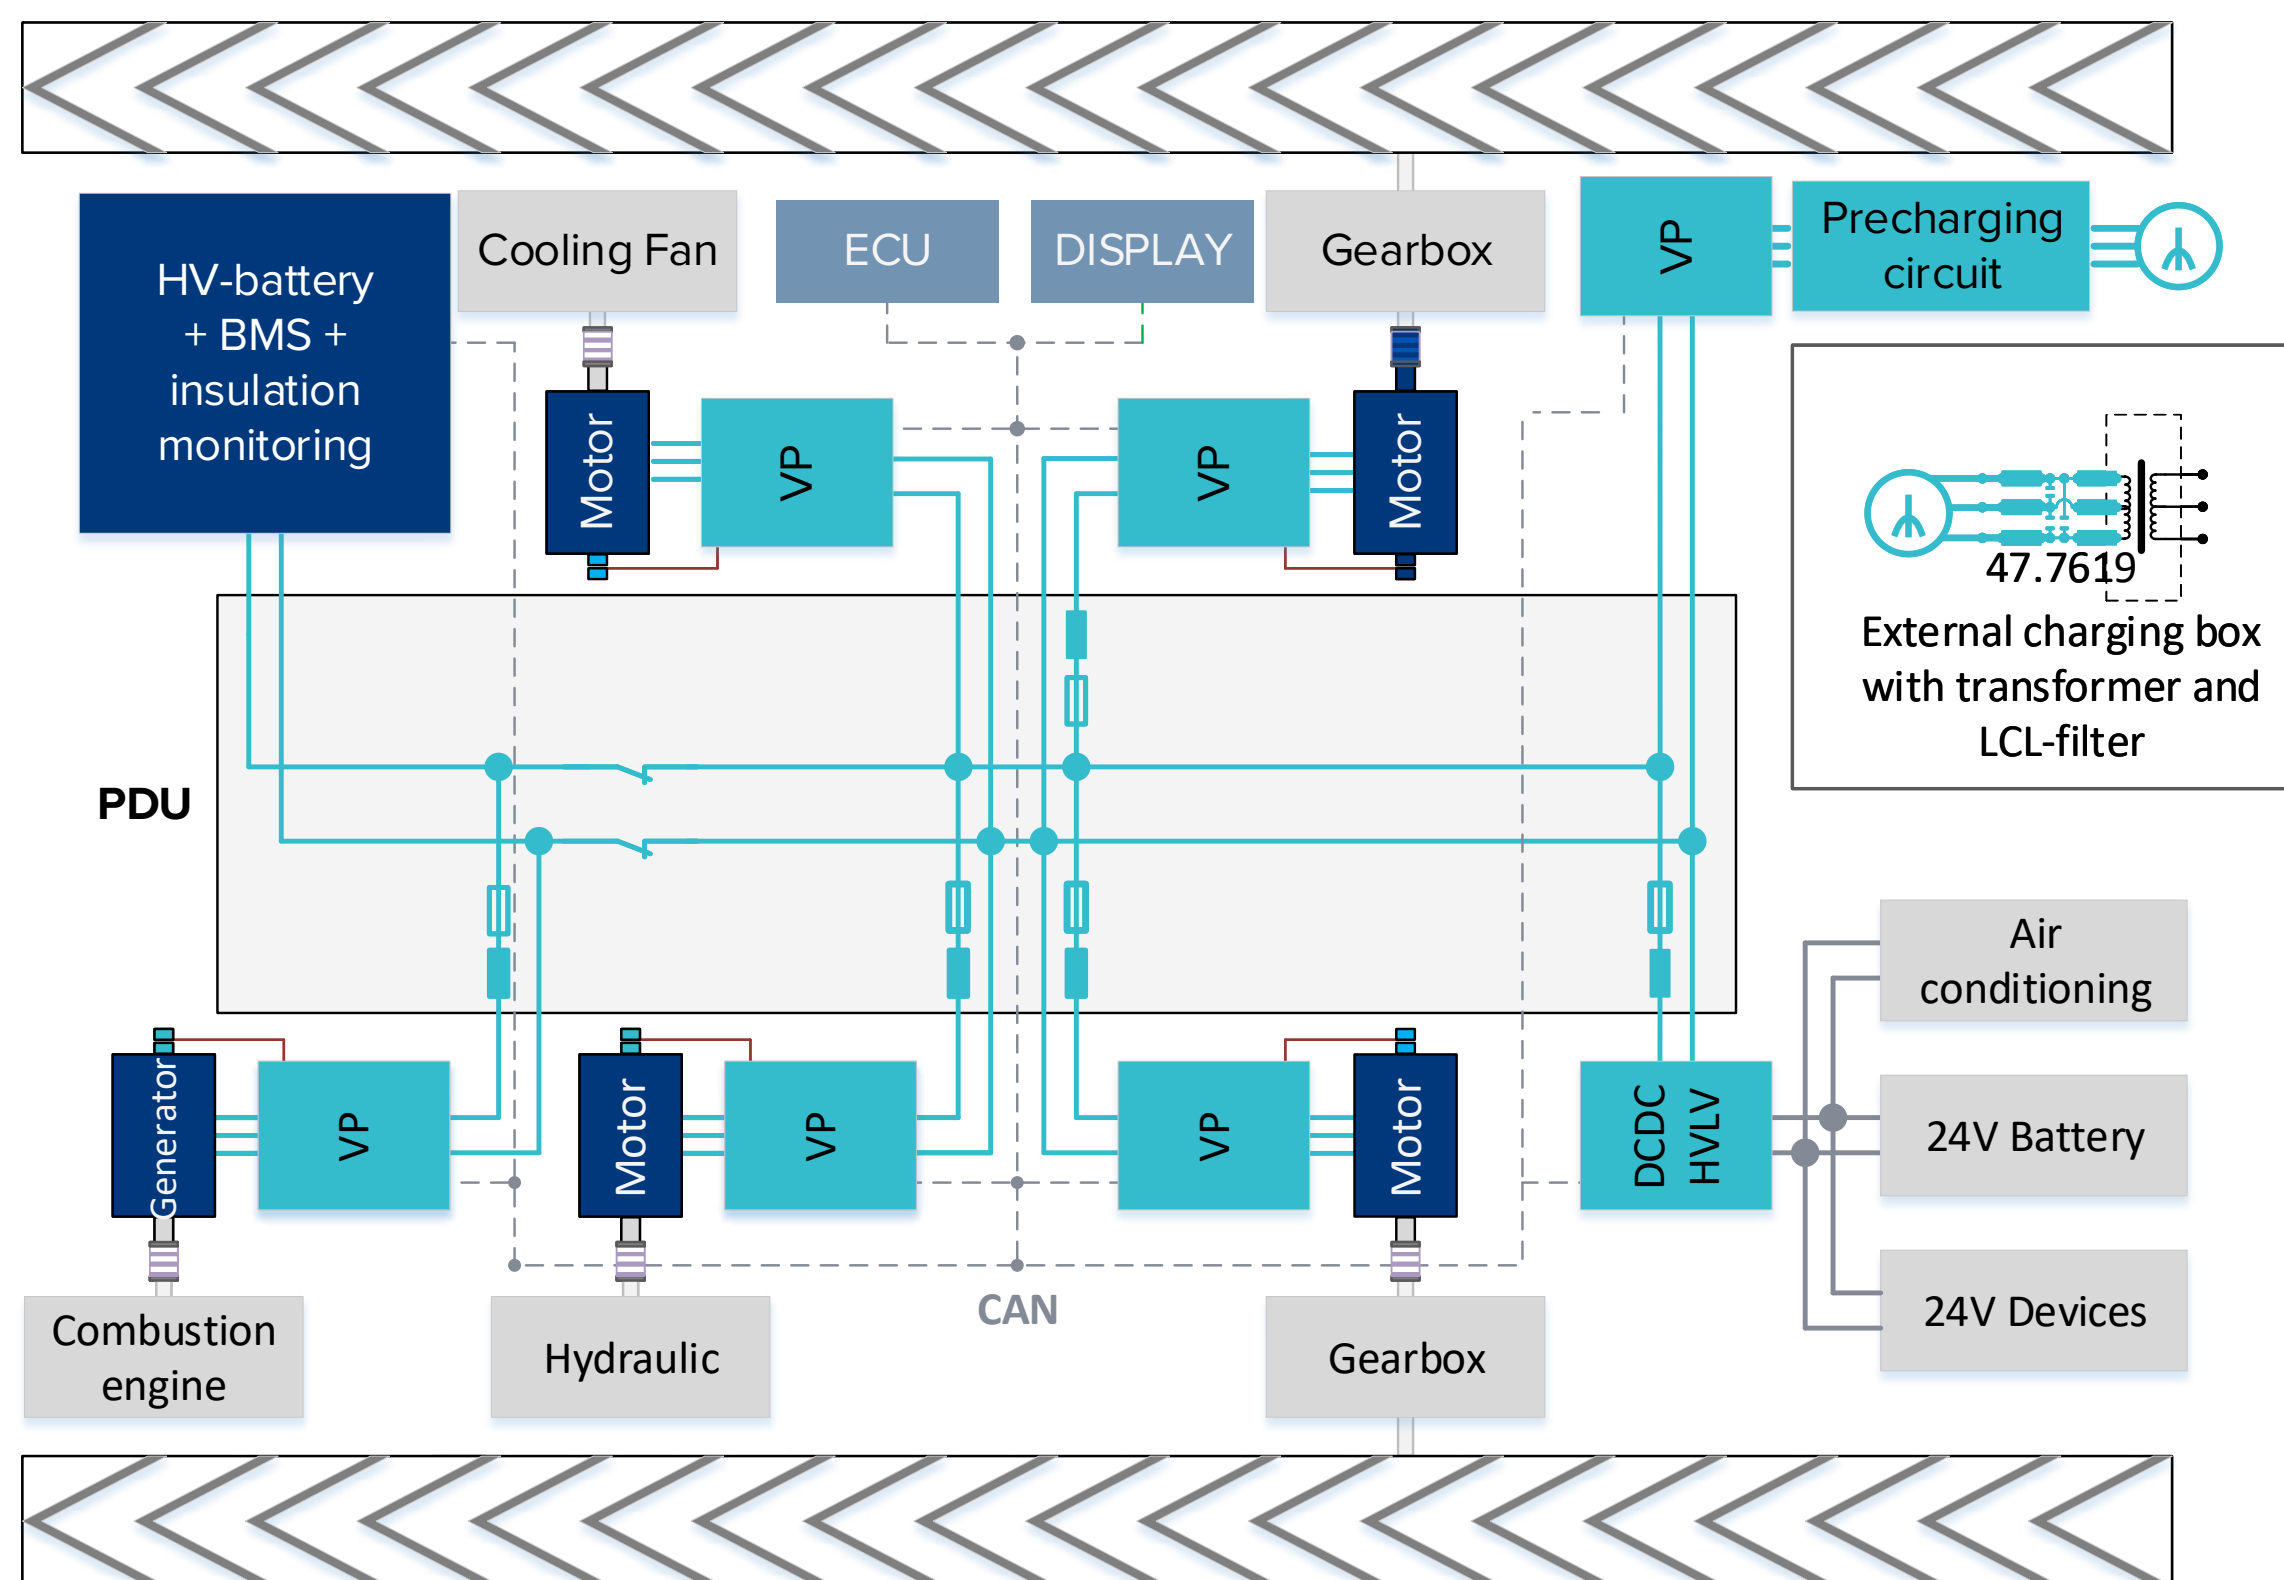 HV-battery
+ BMS +
insulation
monitoring
Cooling Fan
ECU
DISPLAY
Gearbox
VP
Precharging
circuit
Motor
VP
VP
Motor
47.7619
External charging box
with transformer and
LCL-filter
PDU
Generator
VP
Motor
VP
VP
Motor
DCDC
HVLV
Air
conditioning
24V Battery
24V Devices
CAN
Combustion
engine
Hydraulic
Gearbox